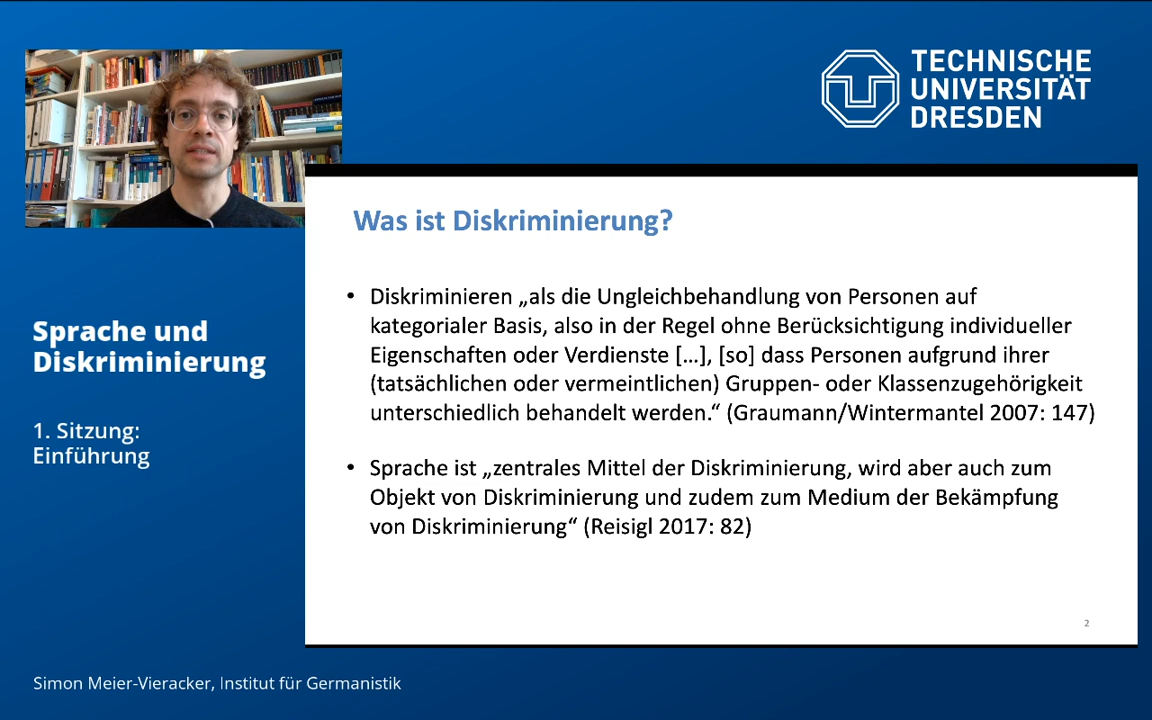 TECHNISCHE
UNIVERSITÄT
DRESDEN
Was ist Diskriminierung?
• Diskriminieren „als die Ungleichbehandlung von Personen auf
kategorialer Basis, also in der Regel ohne Berücksichtigung individueller
Eigenschaften oder Verdienste […], [so] dass Personen aufgrund ihrer
(tatsächlichen oder vermeintlichen) Gruppen- oder Klassenzugehörigkeit
unterschiedlich behandelt werden.“ (Graumann/Wintermantel 2007: 147)
• Sprache ist „zentrales Mittel der Diskriminierung, wird aber auch zum
Objekt von Diskriminierung und zudem zum Medium der Bekämpfung
von Diskriminierung“ (Reisigl 2017: 82)
2
Sprache und
Diskriminierung
1. Sitzung:
Einführung
Simon Meier-Vieracker, Institut für Germanistik